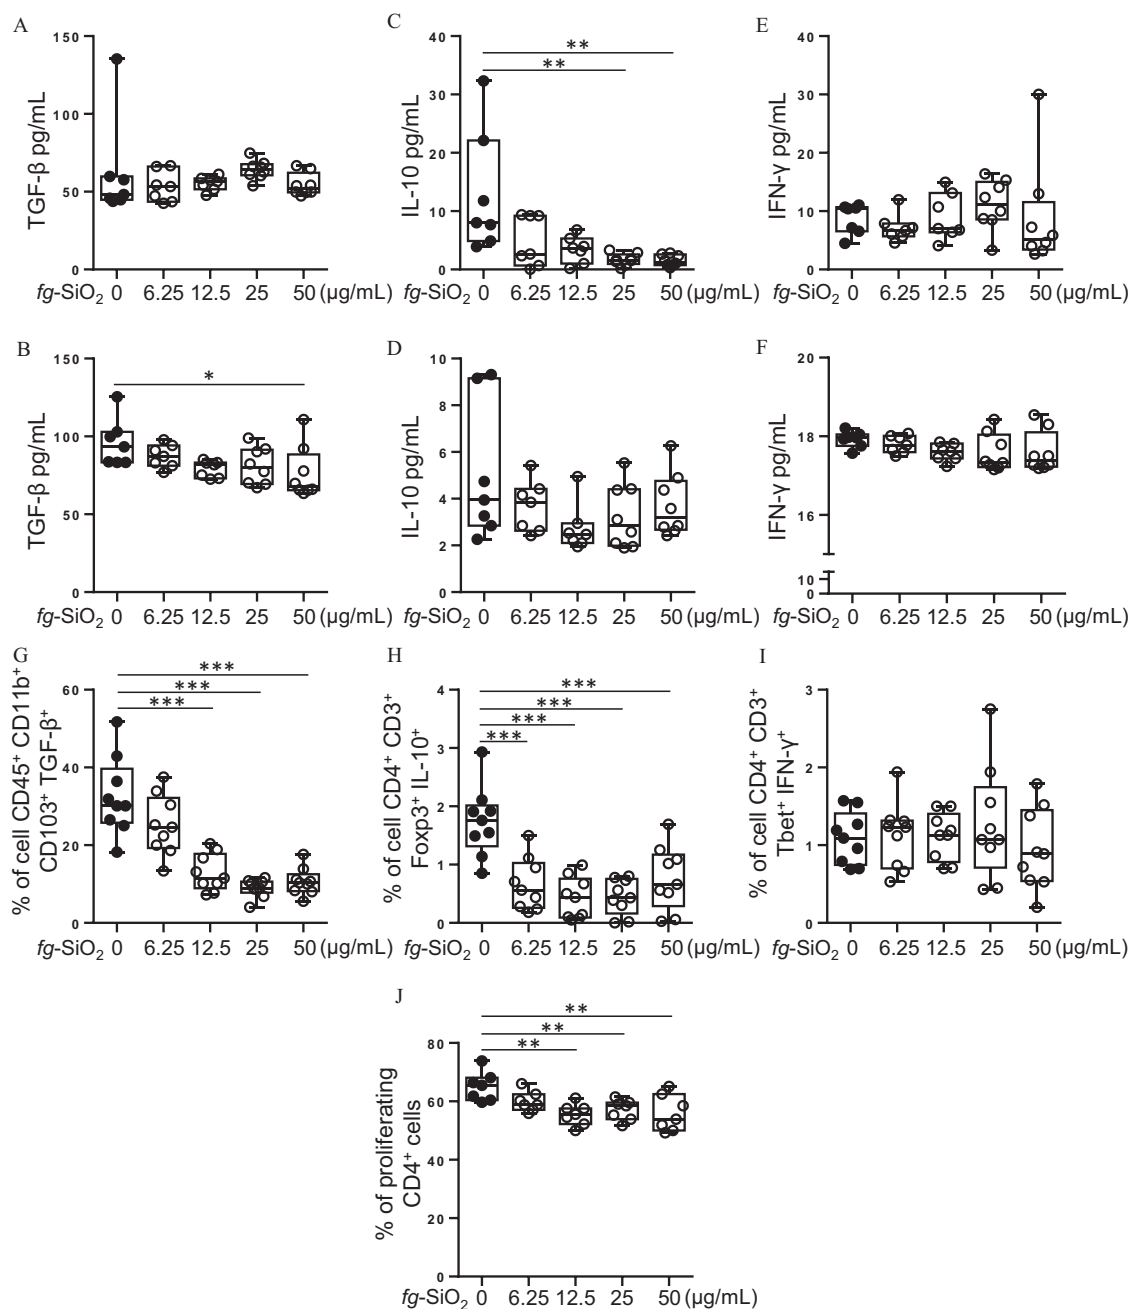 A
TGF-β pg/mL
150
100
50
0
fg-SiO2 0 6.25 12.5 25 50 (µg/mL)
C
IL-10 pg/mL
**
**
40
30
20
10
0
fg-SiO2 0 6.25 12.5 25 50 (µg/mL)
E
IFN-γ pg/mL
40
30
20
10
0
fg-SiO2 0 6.25 12.5 25 50 (µg/mL)
B
TGF-β pg/mL
*
150
100
50
0
fg-SiO2 0 6.25 12.5 25 50 (µg/mL)
D
IL-10 pg/mL
10
8
6
4
2
0
fg-SiO2 0 6.25 12.5 25 50 (µg/mL)
F
IFN-γ pg/mL
20
18
16
10
0
fg-SiO2 0 6.25 12.5 25 50 (µg/mL)
G
% of cell CD45+ CD11b+
CD103+ TGF-β+
***
***
***
60
40
20
0
fg-SiO2 0 6.25 12.5 25 50 (µg/mL)
H
% of cell CD4+ CD3+
Foxp3+ IL-10+
***
***
***
***
4
3
2
1
0
fg-SiO2 0 6.25 12.5 25 50 (µg/mL)
I
% of cell CD4+ CD3+
Tbet+ IFN-γ+
3
2
1
0
fg-SiO2 0 6.25 12.5 25 50 (µg/mL)
J
% of proliferating
CD4+ cells
**
**
**
80
60
40
20
0
fg-SiO2 0 6.25 12.5 25 50 (µg/mL)